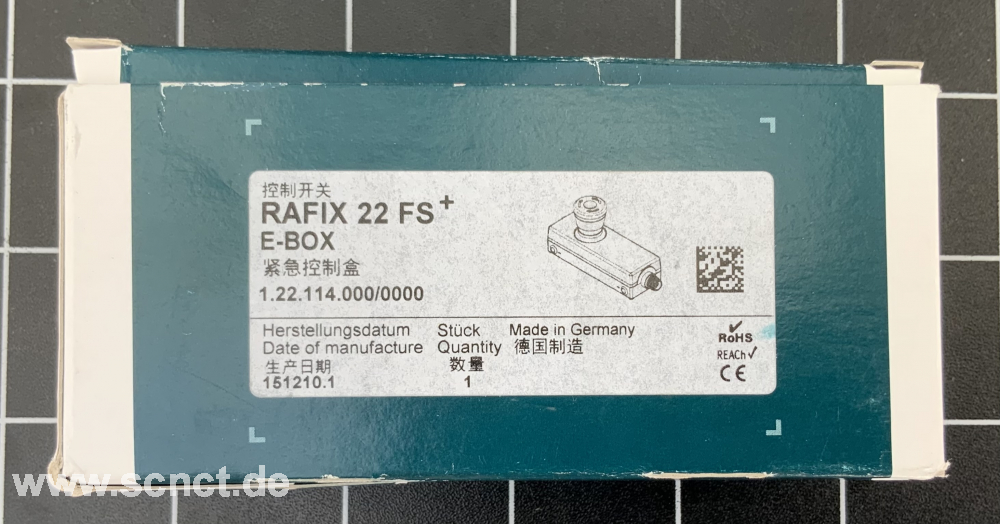 控制开关
RAFIX 22 FS+
E-BOX
紧急控制盒
1.22.114.000/0000
Herstellungsdatum Stück Made in Germany
Date of manufacture Quantity 德国制造
生产日期 数量
151210.1 1
RoHS
REACh✓
CE
www.scnct.de